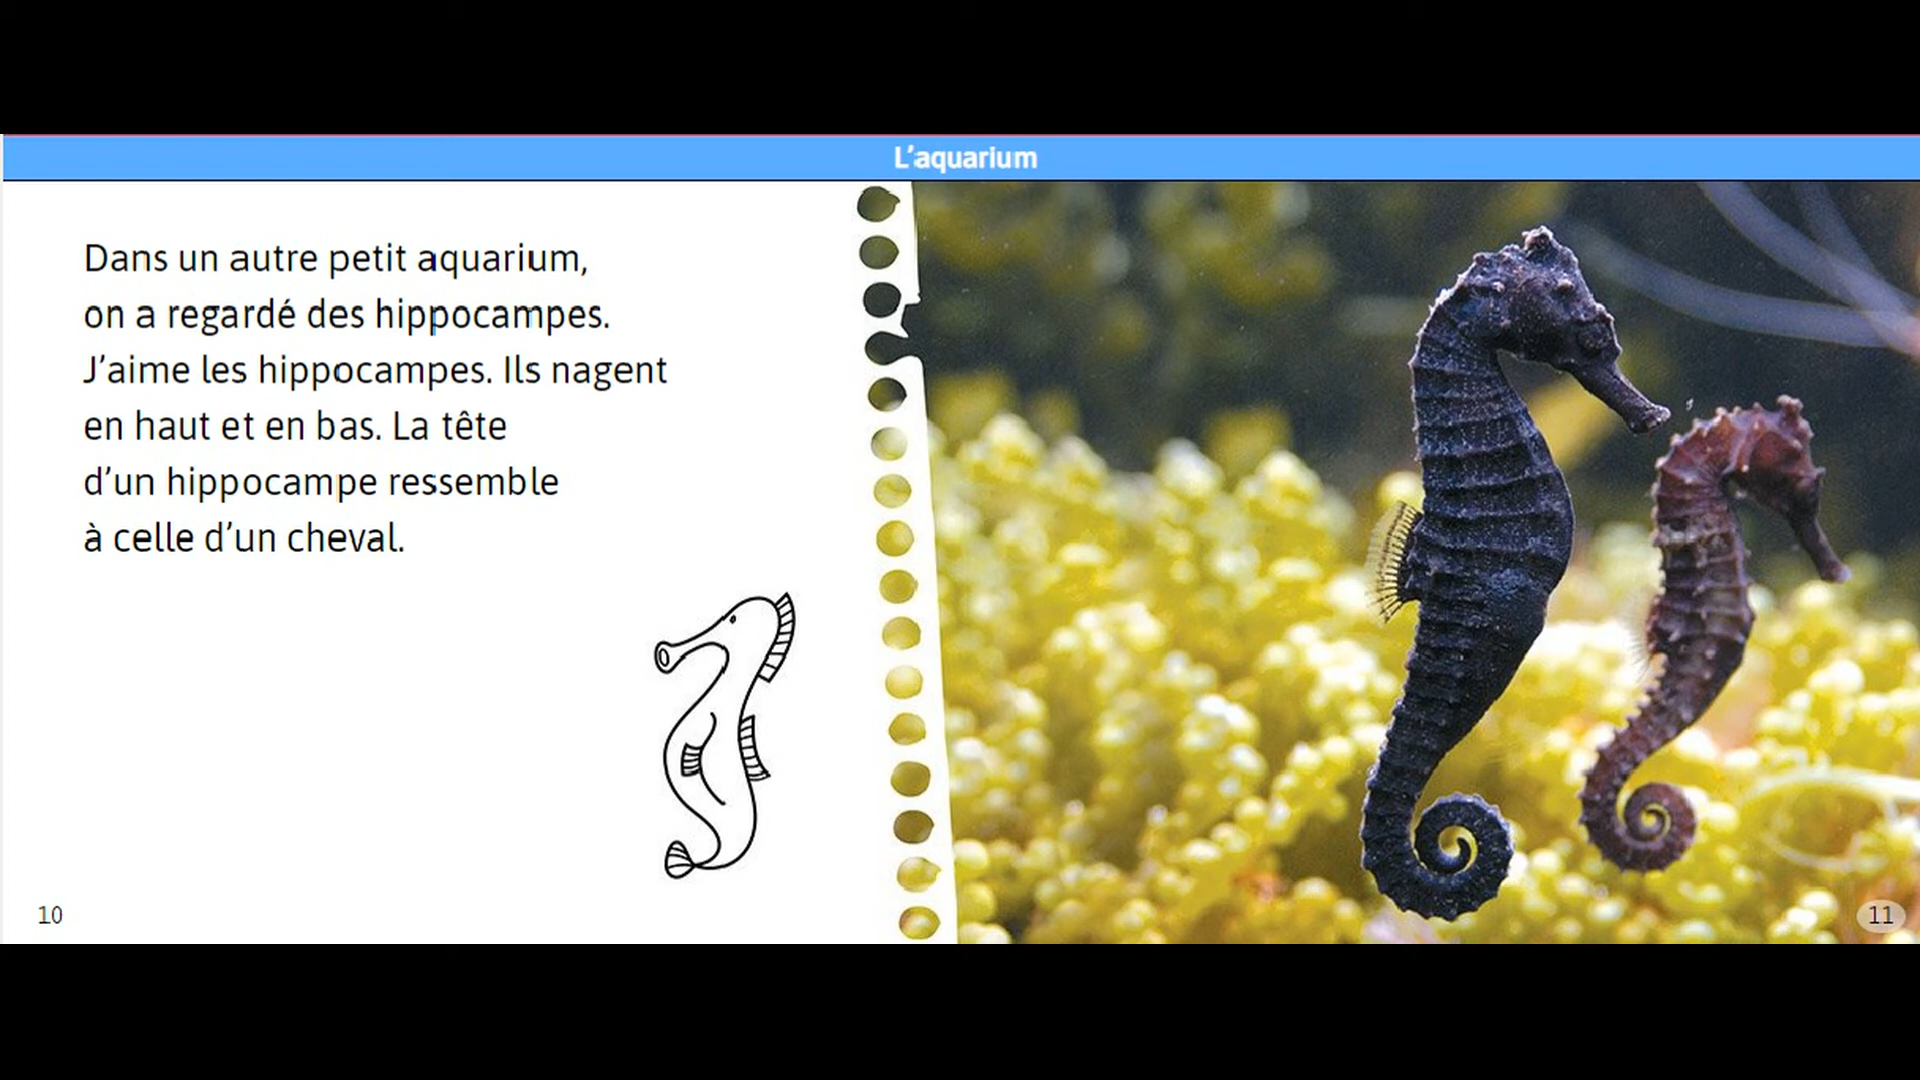 L'aquarium
Dans un autre petit aquarium,
on a regardé des hippocampes.
J'aime les hippocampes. Ils nagent
en haut et en bas. La tête
d'un hippocampe ressemble
à celle d'un cheval.
10
11